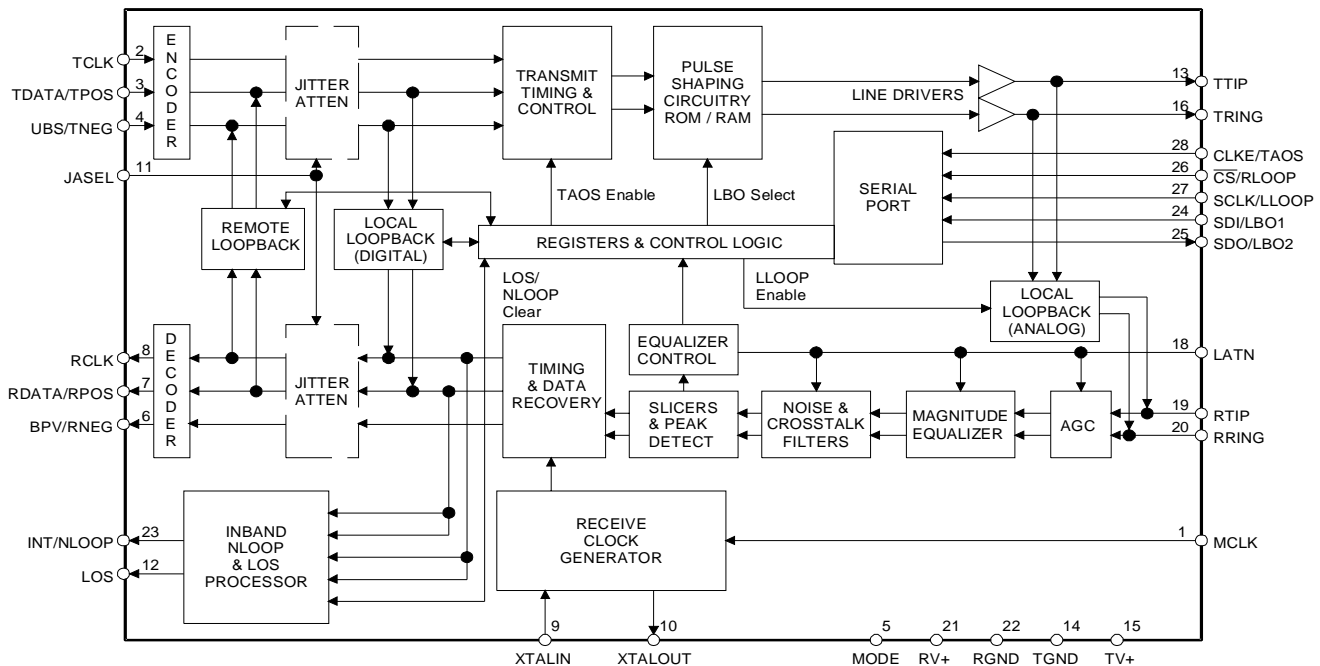 ENCODER
DECODER
TCLK
2
TDATA/TPOS
3
UBS/TNEG
4
JASEL
11
JITTER
ATTEN
TRANSMIT
TIMING &
CONTROL
PULSE
SHAPING
CIRCUITRY
ROM / RAM
LINE DRIVERS
13
TTIP
16
TRING
28
CLKE/TAOS
26
CS/RLOOP
27
SCLK/LLOOP
24
SDI/LBO1
25
SDO/LBO2
SERIAL
PORT
TAOS Enable
LBO Select
REMOTE
LOOPBACK
LOCAL
LOOPBACK
(DIGITAL)
REGISTERS & CONTROL LOGIC
LOS/
NLOOP
Clear
LLOOP
Enable
LOCAL
LOOPBACK
(ANALOG)
RCLK
8
RDATA/RPOS
7
BPV/RNEG
6
JITTER
ATTEN
TIMING
& DATA
RECOVERY
EQUALIZER
CONTROL
18
LATN
SLICERS
& PEAK
DETECT
NOISE &
CROSSTALK
FILTERS
MAGNITUDE
EQUALIZER
AGC
19
RTIP
20
RRING
INT/NLOOP
23
LOS
12
INBAND
NLOOP
& LOS
PROCESSOR
RECEIVE
CLOCK
GENERATOR
1
MCLK
9
10
5
21
22
14
15
XTALIN
XTALOUT
MODE
RV+
RGND
TGND
TV+